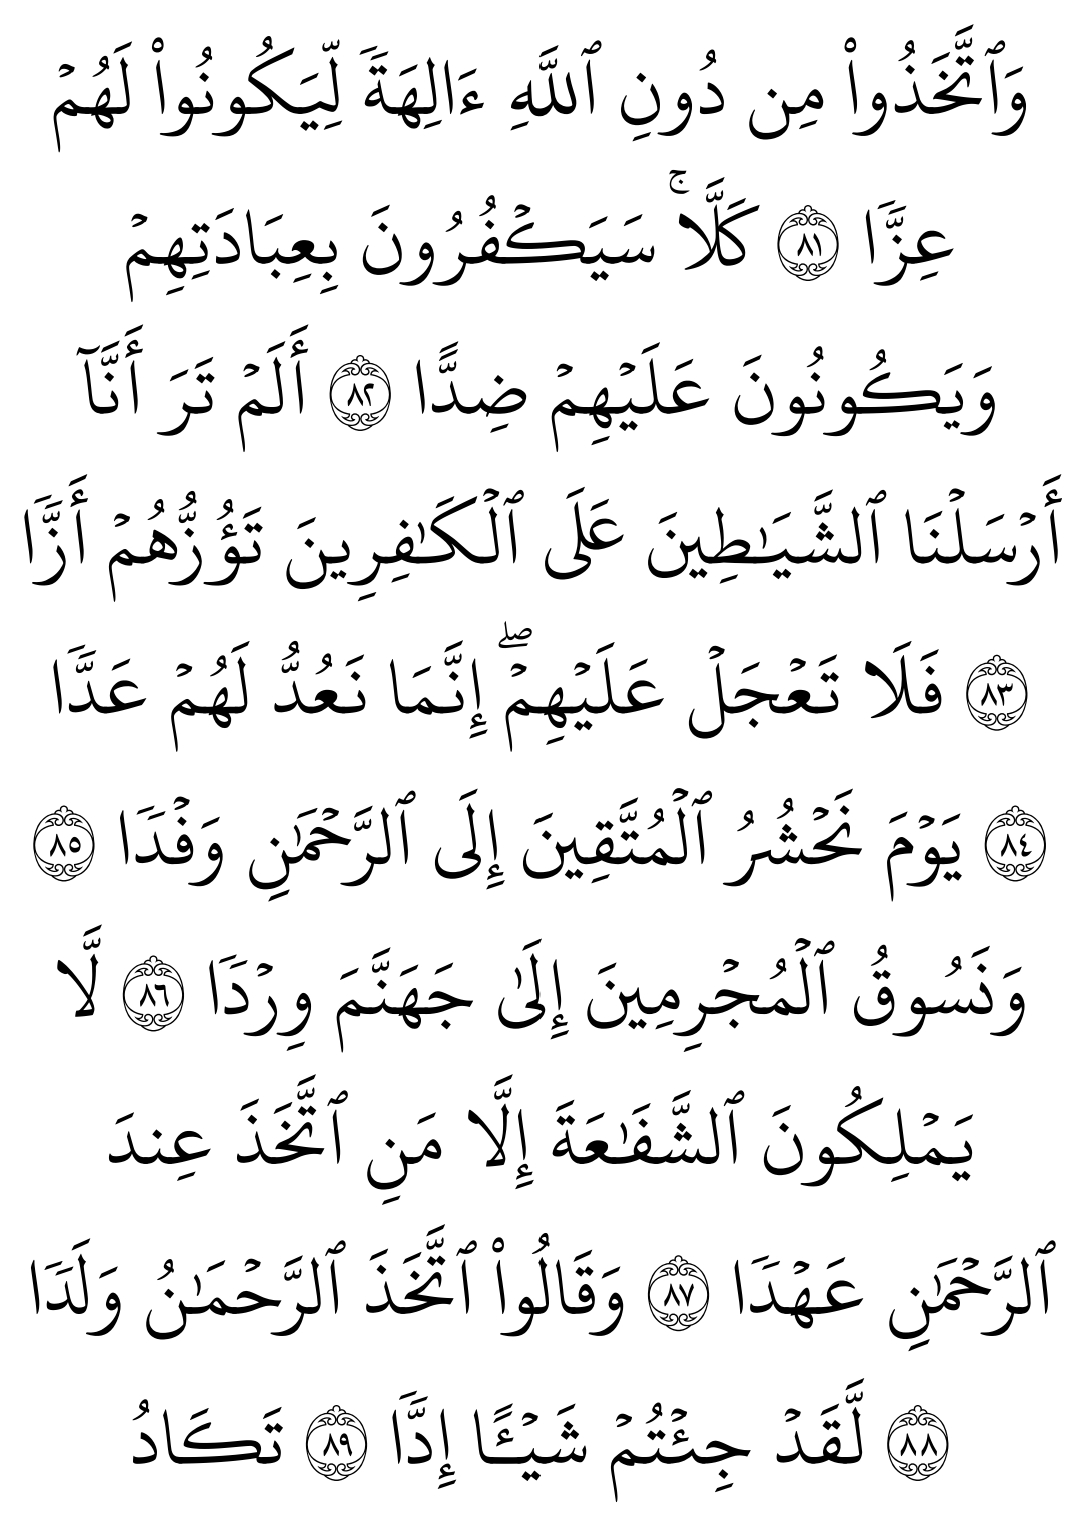 وَٱتَّخَذُوا۟ مِن دُونِ ٱللَّهِ ءَالِهَةً لِّيَكُونُوا۟ لَهُمْ
عِزًّا ٨١ كَلَّا ۚ سَيَكْفُرُونَ بِعِبَادَتِهِمْ
وَيَكُونُونَ عَلَيْهِمْ ضِدًّا ٨٢ أَلَمْ تَرَ أَنَّآ
أَرْسَلْنَا ٱلشَّيَـٰطِينَ عَلَى ٱلْكَـٰفِرِينَ تَؤُزُّهُمْ أَزًّا
٨٣ فَلَا تَعْجَلْ عَلَيْهِمْ ۖ إِنَّمَا نَعُدُّ لَهُمْ عَدًّا
٨٤ يَوْمَ نَحْشُرُ ٱلْمُتَّقِينَ إِلَى ٱلرَّحْمَـٰنِ وَفْدًا ٨٥
وَنَسُوقُ ٱلْمُجْرِمِينَ إِلَىٰ جَهَنَّمَ وِرْدًا ٨٦ لَّا
يَمْلِكُونَ ٱلشَّفَـٰعَةَ إِلَّا مَنِ ٱتَّخَذَ عِندَ
ٱلرَّحْمَـٰنِ عَهْدًا ٨٧ وَقَالُوا۟ ٱتَّخَذَ ٱلرَّحْمَـٰنُ وَلَدًا
٨٨ لَّقَدْ جِئْتُمْ شَيْـًٔا إِدًّا ٨٩ تَكَادُ